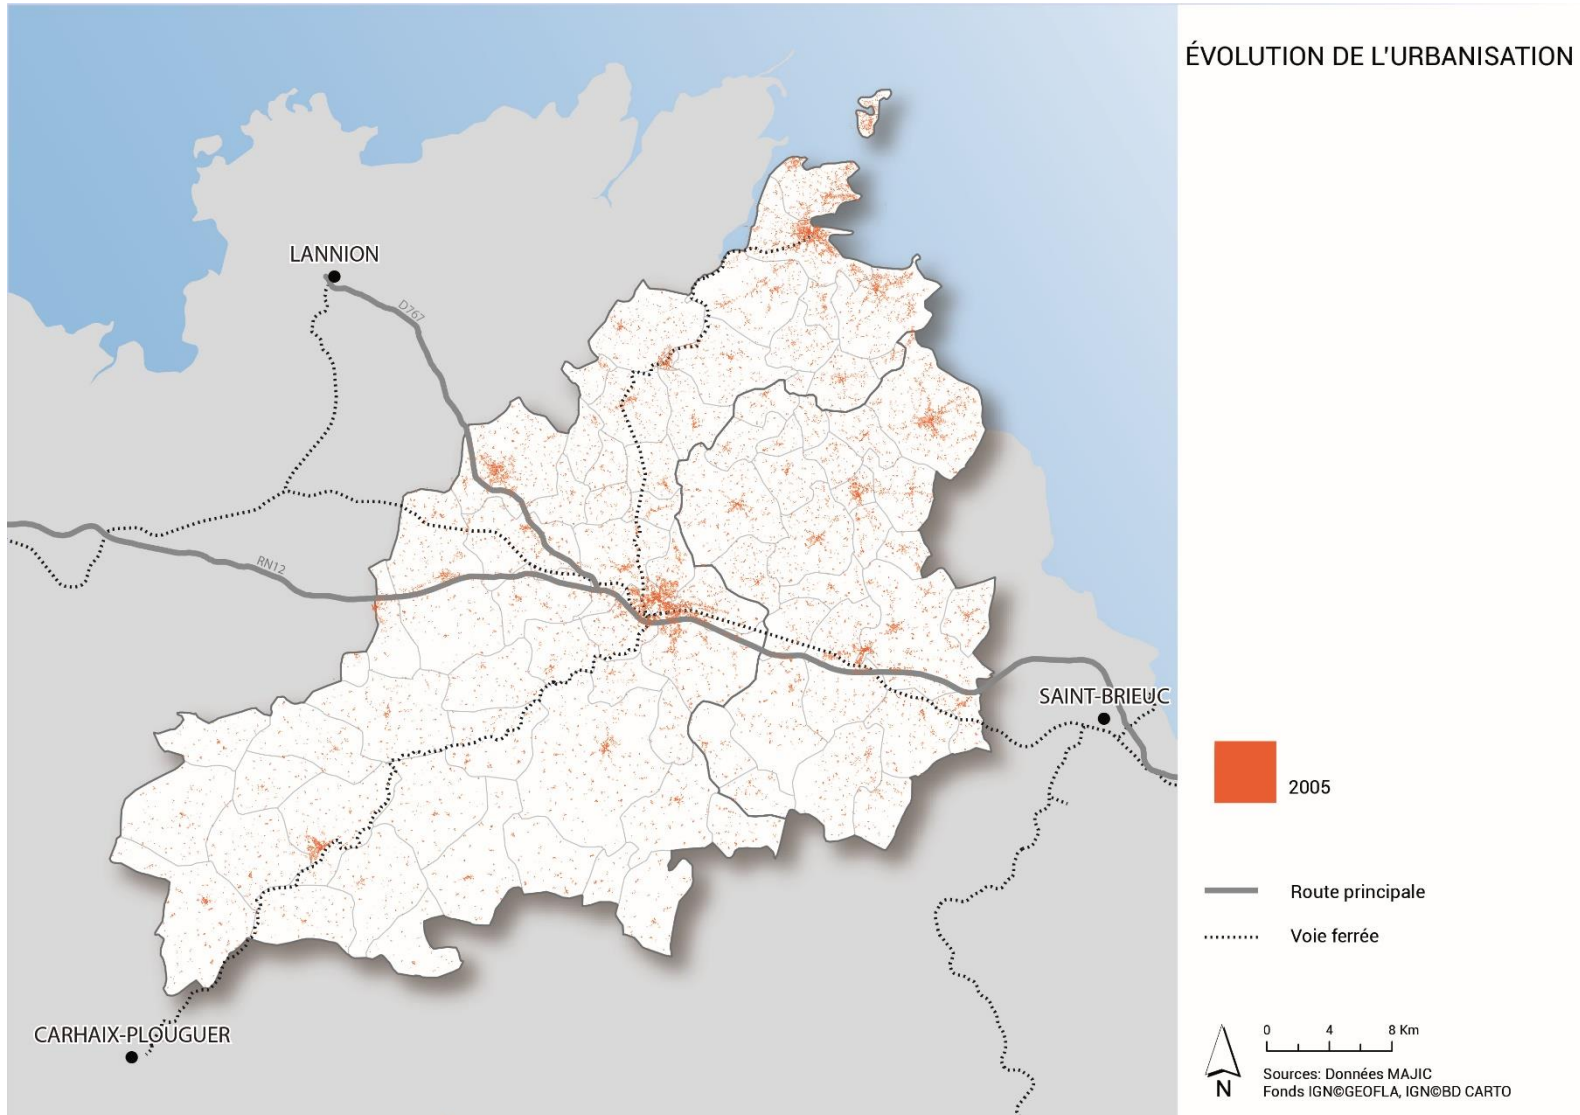 ÉVOLUTION DE L'URBANISATION
LANNION
D767
RN12
SAINT-BRIEUC
CARHAIX-PLOUGUER
2005
Route principale
Voie ferrée
0 4 8 Km
N
Sources: Données MAJIC
Fonds IGN©GEOFLA, IGN©BD CARTO